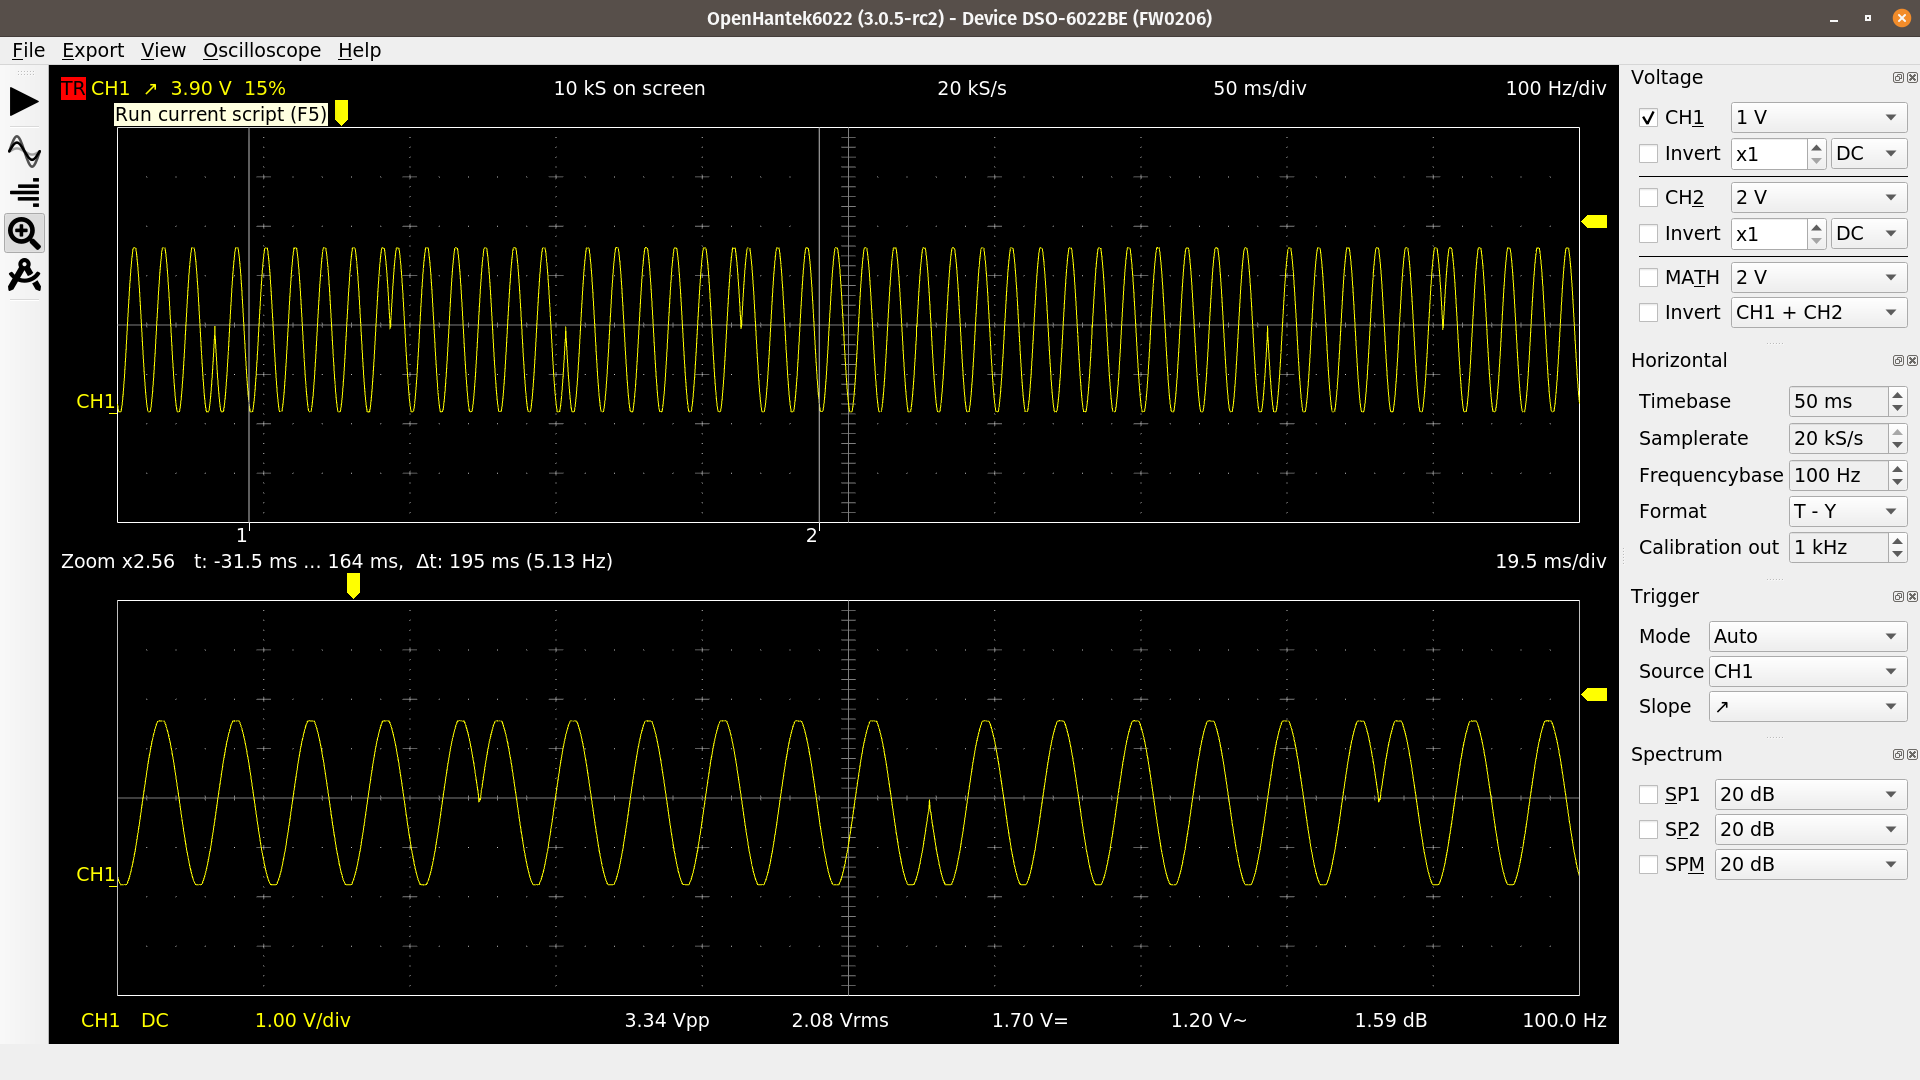 OpenHantek6022 (3.0.5-rc2) - Device DSO-6022BE (FW0206)
File Export View Oscilloscope Help
TR CH1 ↗ 3.90 V 15% 10 kS on screen 20 kS/s 50 ms/div 100 Hz/div
Run current script (F5)
CH1
1 2
Zoom x2.56 t: -31.5 ms ... 164 ms, Δt: 195 ms (5.13 Hz) 19.5 ms/div
CH1
CH1 DC 1.00 V/div 3.34 Vpp 2.08 Vrms 1.70 V= 1.20 V~ 1.59 dB 100.0 Hz
Voltage
CH1 1 V
Invert x1 DC
CH2 2 V
Invert x1 DC
MATH 2 V
Invert CH1 + CH2
Horizontal
Timebase 50 ms
Samplerate 20 kS/s
Frequencybase 100 Hz
Format T - Y
Calibration out 1 kHz
Trigger
Mode Auto
Source CH1
Slope ↗
Spectrum
SP1 20 dB
SP2 20 dB
SPM 20 dB